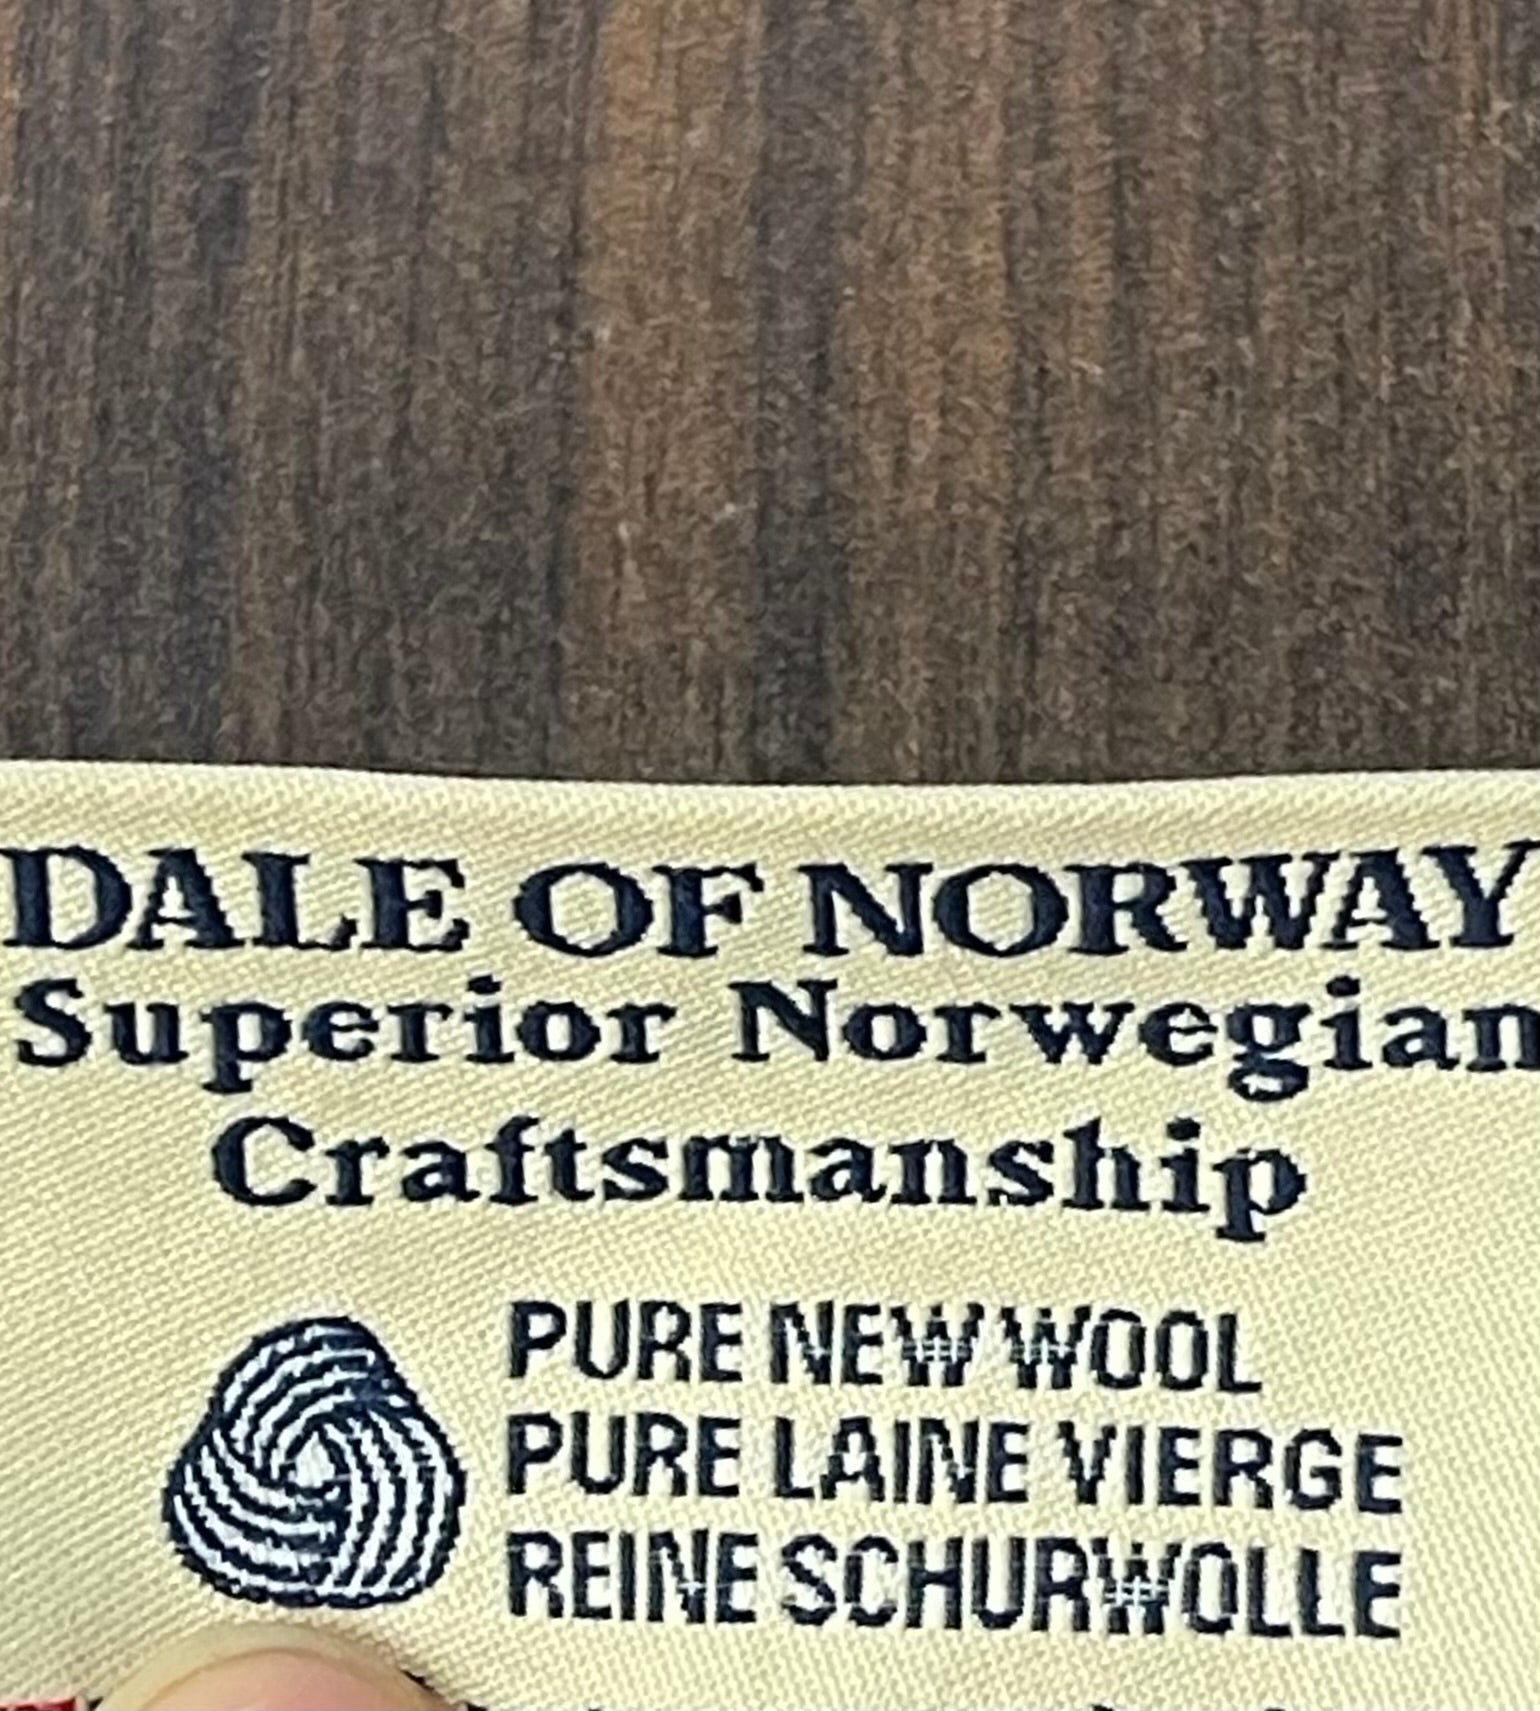 DALE OF NORWAY
Superior Norwegian
Craftsmanship
PURE NEW WOOL
PURE LAINE VIERGE
REINE SCHURWOLLE